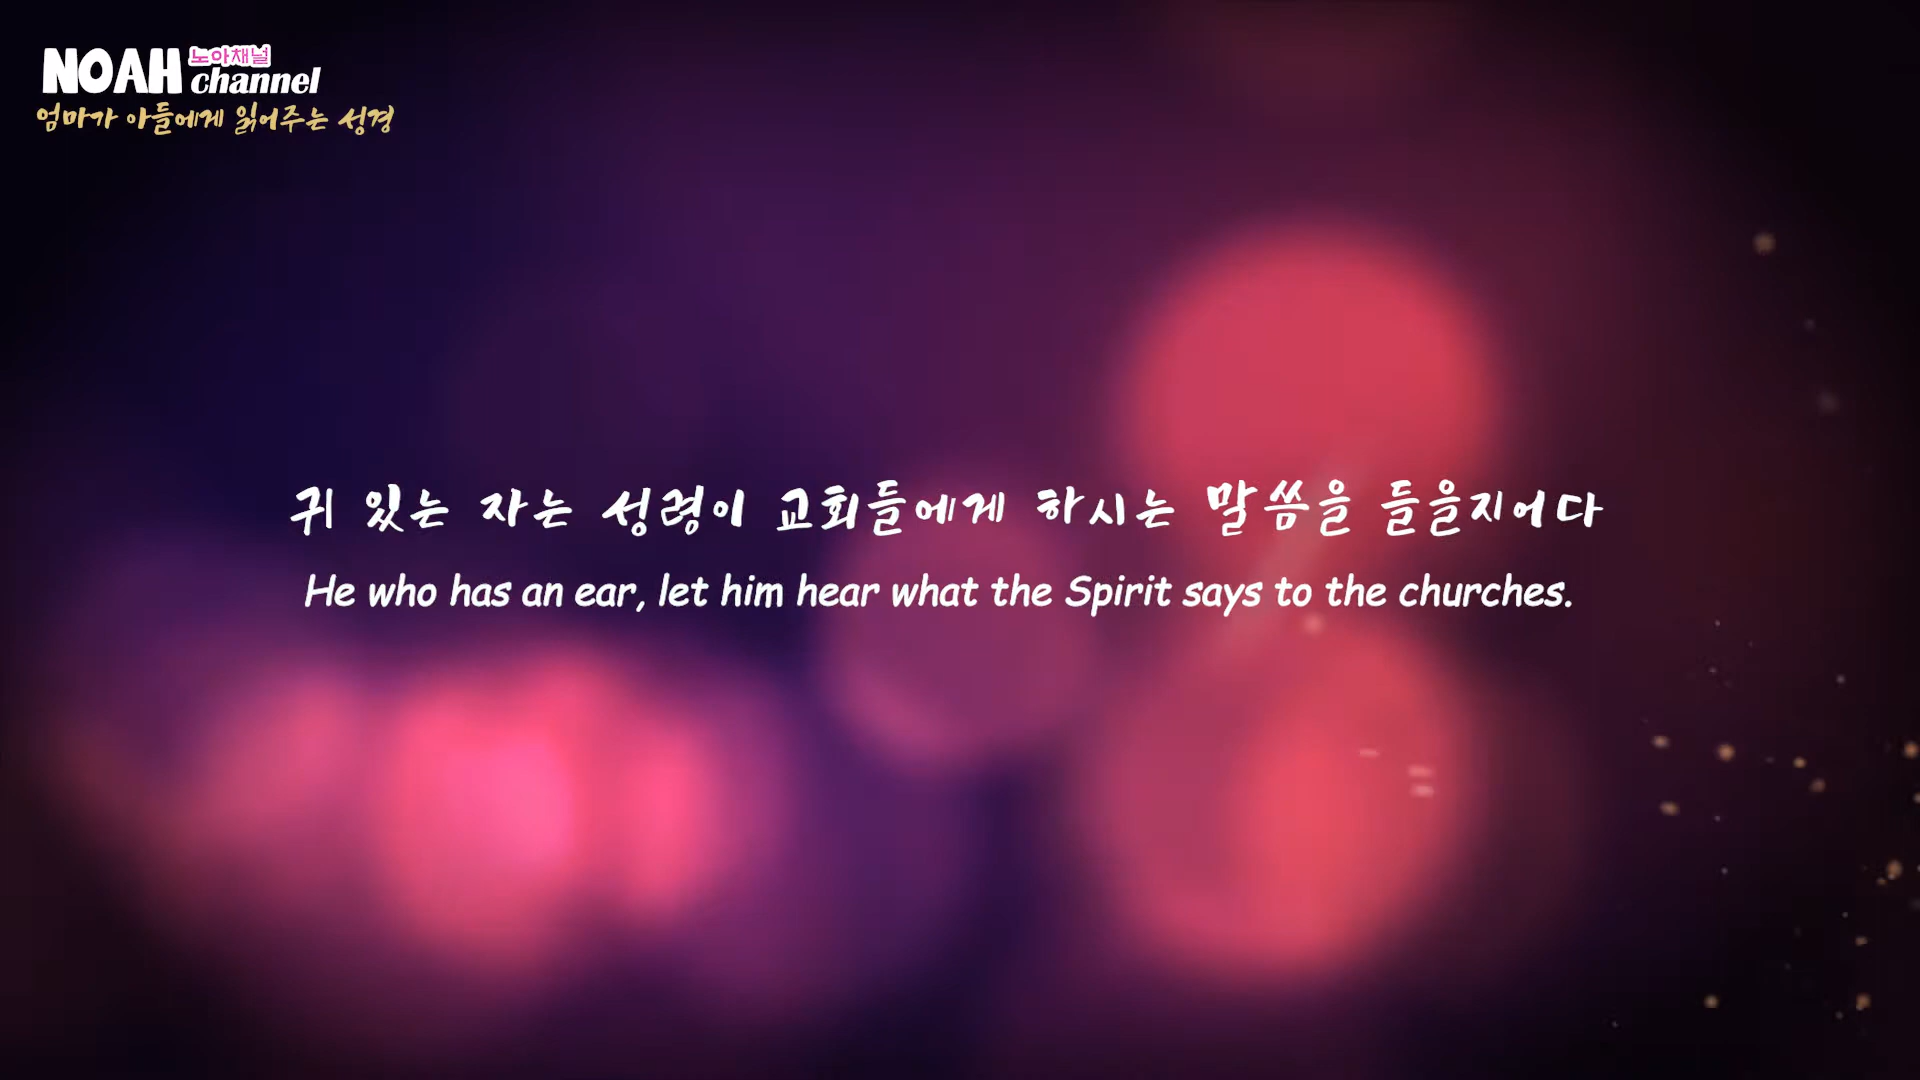 NOAH 노아채널
channel
엄마가 아들에게 읽어주는 성경
귀 있는 자는 성령이 교회들에게 하시는 말씀을 들을지어다
He who has an ear, let him hear what the Spirit says to the churches.